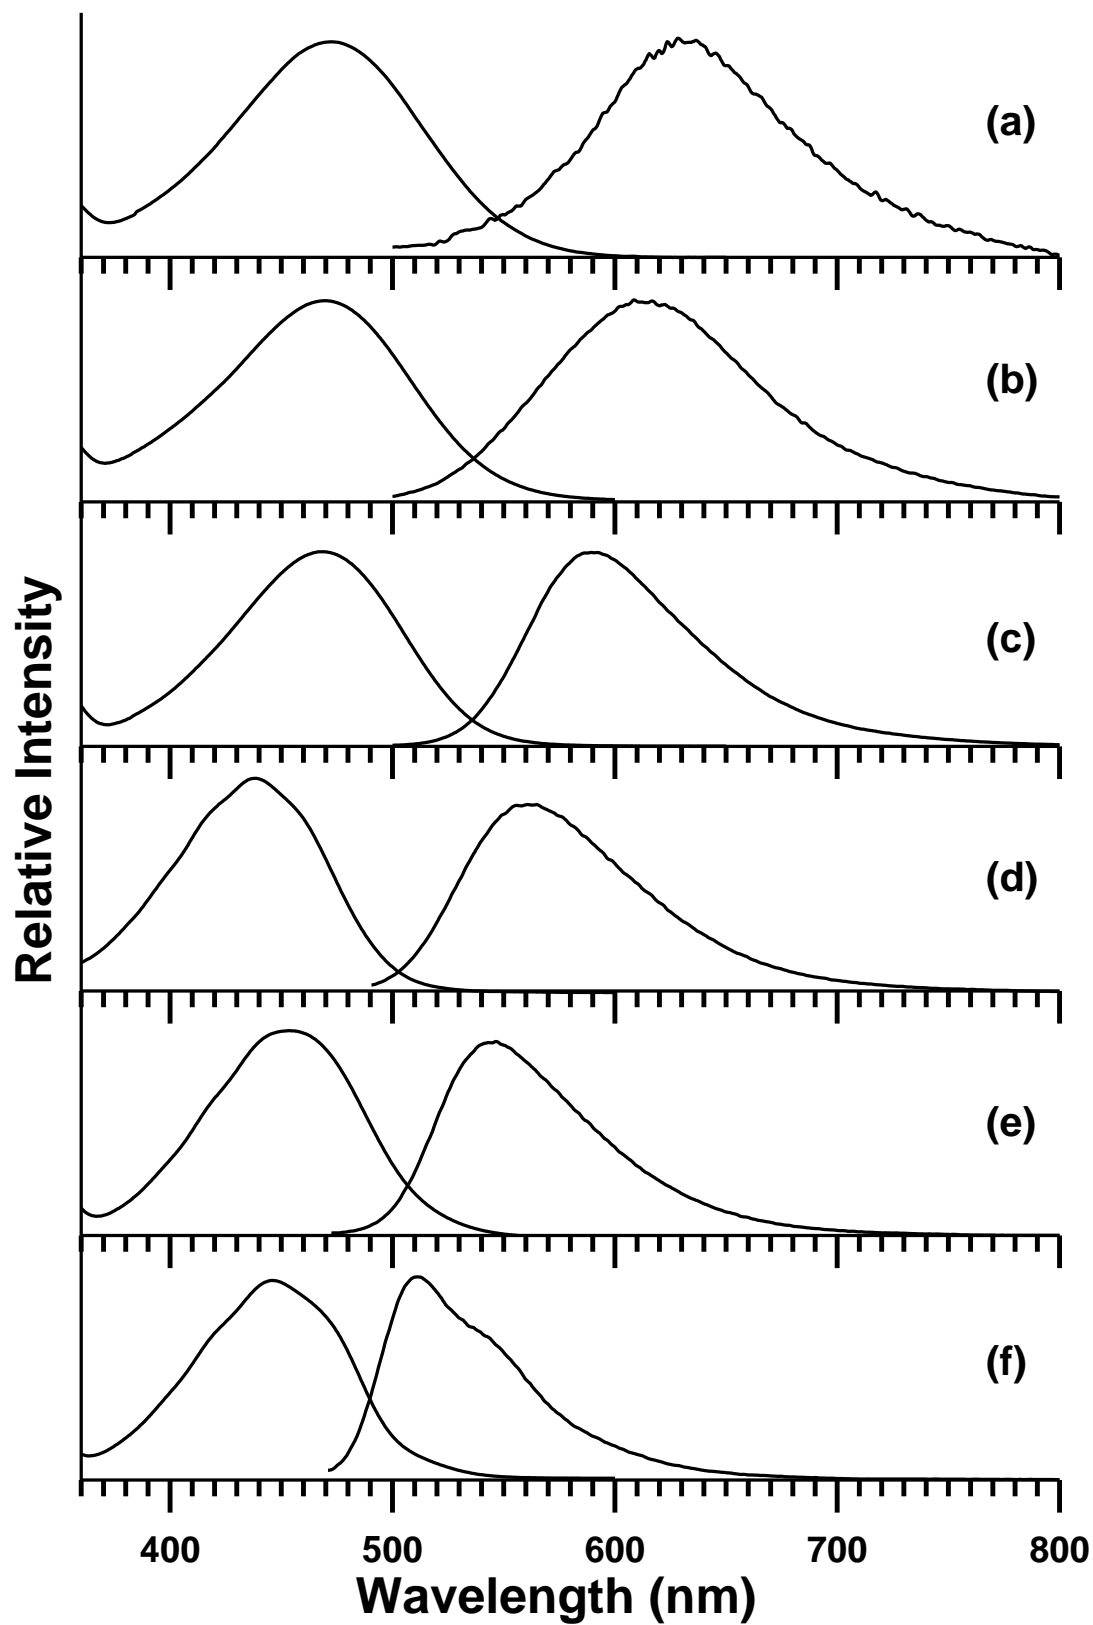 (a)
(b)
(c)
(d)
(e)
(f)
Relative Intensity
400 500 600 700 800
Wavelength (nm)